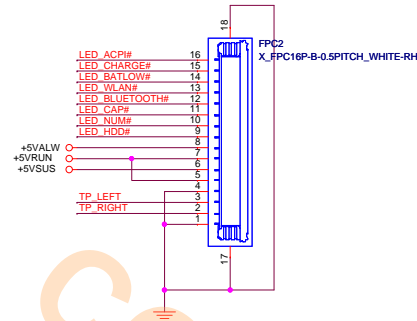 18
FPC2
X_FPC16P-B-0.5PITCH_WHITE-RH
LED_ACPI# 16
LED_CHARGE# 15
LED_BATLOW# 14
LED_WLAN# 13
LED_BLUETOOTH# 12
LED_CAP# 11
LED_NUM# 10
LED_HDD# 9
+5VALW 8
+5VRUN 7
+5VSUS 6
5
4
TP_LEFT 3
TP_RIGHT 2
1
17